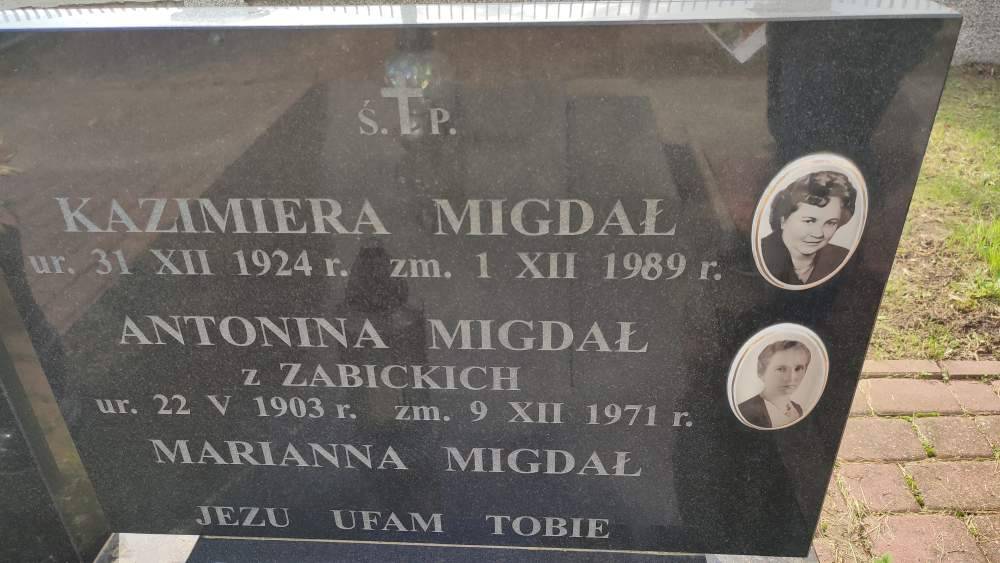 Ś. P.
KAZIMIERA MIGDAŁ
ur. 31 XII 1924 r. zm. 1 XII 1989 r.
ANTONINA MIGDAŁ
z ZABICKICH
ur. 22 V 1903 r. zm. 9 XII 1971 r.
MARIANNA MIGDAŁ
JEZU UFAM TOBIE